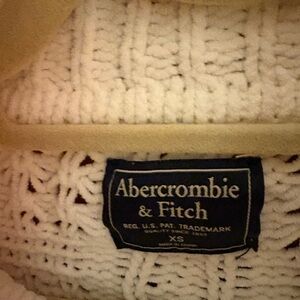 Abercrombie
& Fitch
REG. U.S. PAT. TRADEMARK
QUALITY SINCE 1892
XS